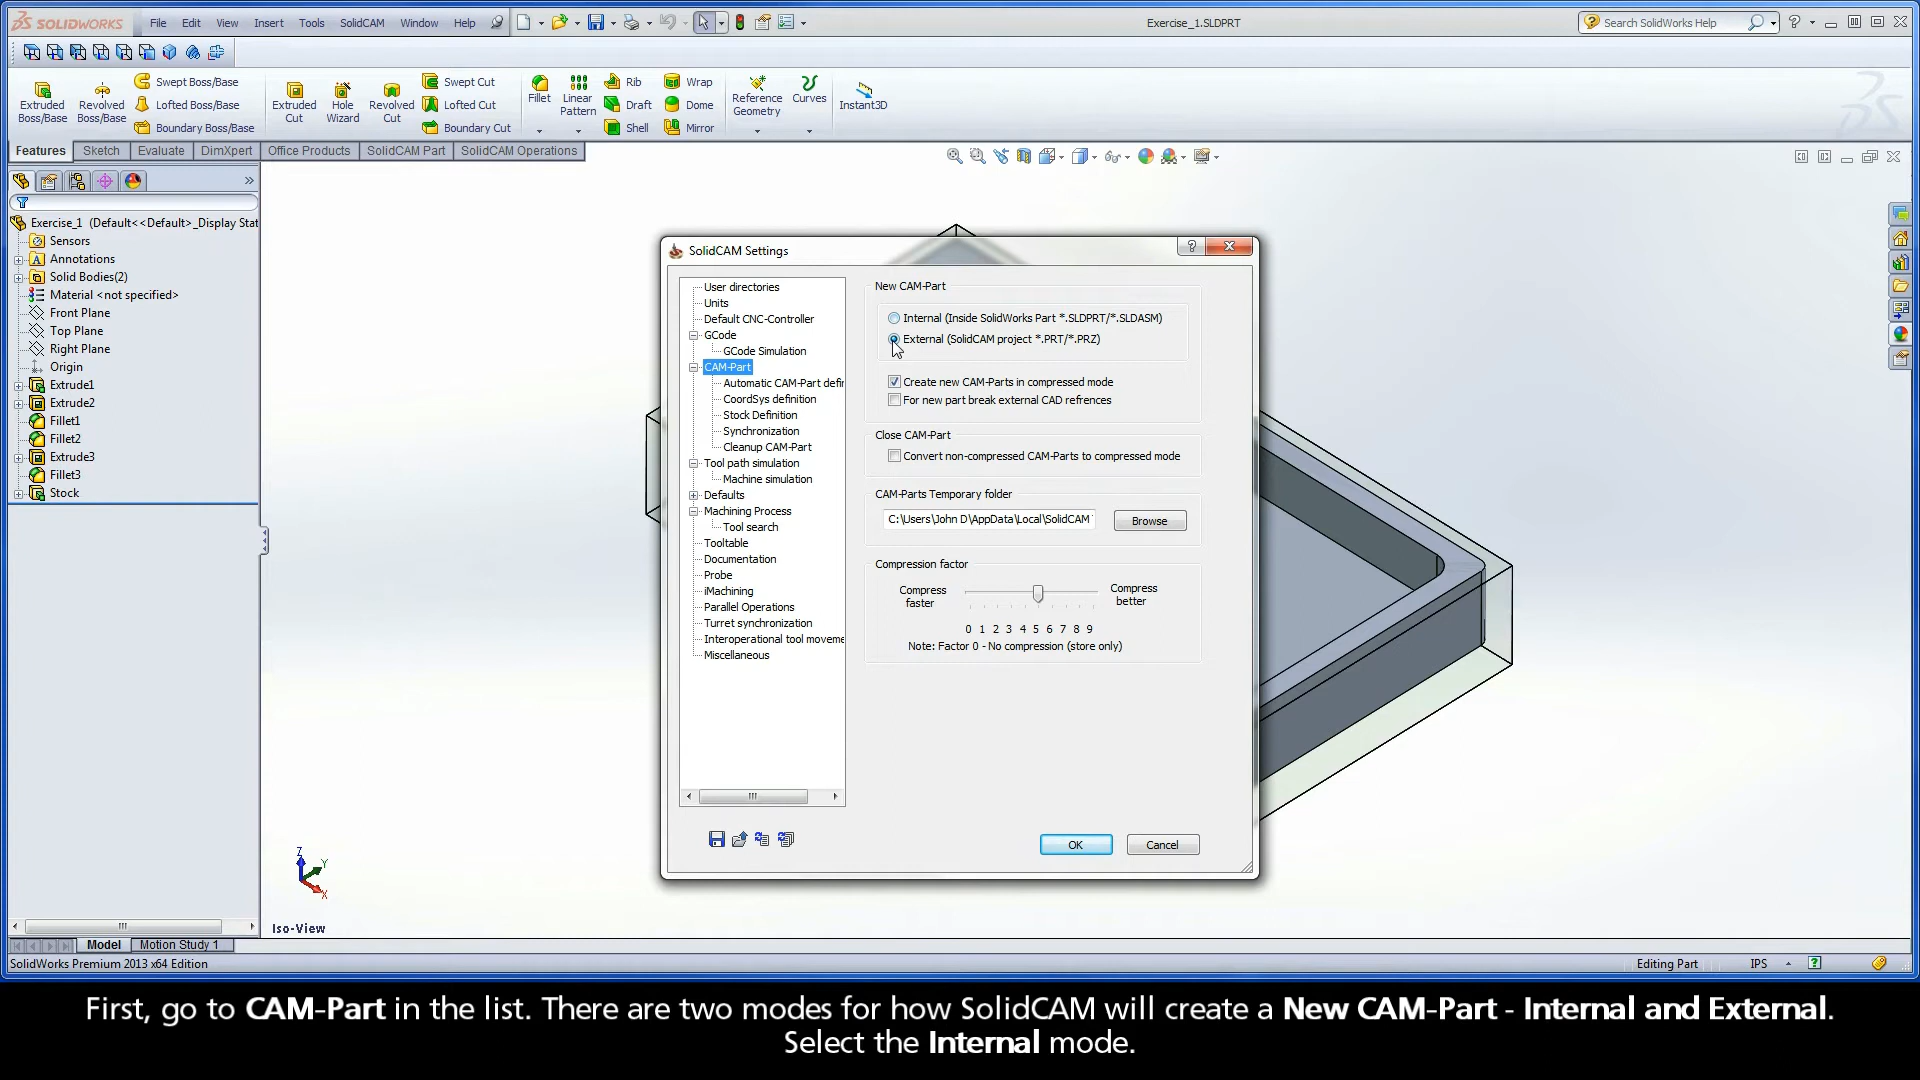 SOLIDWORKS File Edit View Insert Tools SolidCAM Window Help Exercise_1.SLDPRT Search SolidWorks Help
Extruded Boss/Base
Revolved Boss/Base
Swept Boss/Base
Lofted Boss/Base
Boundary Boss/Base
Extruded Cut
Hole Wizard
Revolved Cut
Swept Cut
Lofted Cut
Boundary Cut
Fillet
Linear Pattern
Rib
Draft
Shell
Wrap
Dome
Mirror
Reference Geometry
Curves
Instant3D
Features Sketch Evaluate DimXpert Office Products SolidCAM Part SolidCAM Operations
Exercise_1 (Default<<Default>_Display Stat
Sensors
Annotations
Solid Bodies(2)
Material <not specified>
Front Plane
Top Plane
Right Plane
Origin
Extrude1
Extrude2
Fillet1
Fillet2
Extrude3
Fillet3
Stock
SolidCAM Settings
User directories
Units
Default CNC-Controller
GCode
GCode Simulation
CAM-Part
Automatic CAM-Part defi
CoordSys definition
Stock Definition
Synchronization
Cleanup CAM-Part
Tool path simulation
Machine simulation
Defaults
Machining Process
Tool search
Tooltable
Documentation
Probe
iMachining
Parallel Operations
Turret synchronization
Interoperational tool moveme
Miscellaneous
New CAM-Part
Internal (Inside SolidWorks Part *.SLDPRT/*.SLDASM)
External (SolidCAM project *.PRT/*.PRZ)
Create new CAM-Parts in compressed mode
For new part break external CAD refrences
Close CAM-Part
Convert non-compressed CAM-Parts to compressed mode
CAM-Parts Temporary folder
C:\Users\John D\AppData\Local\SolidCAM Browse
Compression factor
Compress faster
Compress better
0 1 2 3 4 5 6 7 8 9
Note: Factor 0 - No compression (store only)
OK Cancel
Z
Y
X
Iso-View
Model Motion Study 1
SolidWorks Premium 2013 x64 Edition Editing Part IPS
First, go to CAM-Part in the list. There are two modes for how SolidCAM will create a New CAM-Part - Internal and External.
Select the Internal mode.